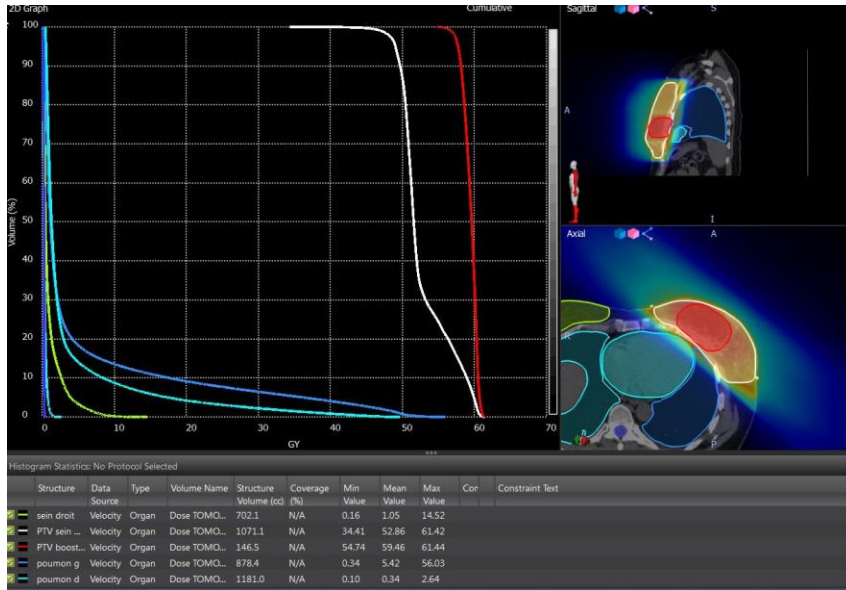 2D Graph
Cumulative
Sagittal
S
A
I
Axial
A
R
P
Volume (%)
100
90
80
70
60
50
40
30
20
10
0
0 10 20 30 40 50 60 70
GY
Histogram Statistics: No Protocol Selected
Structure Data Source Type Volume Name Structure Volume (cc) Coverage (%) Min Value Mean Value Max Value Cor Constraint Text
sein droit Velocity Organ Dose TOMO... 702.1 N/A 0.16 1.05 14.52
PTV sein ... Velocity Organ Dose TOMO... 1071.1 N/A 34.41 52.86 61.42
PTV boost... Velocity Organ Dose TOMO... 146.5 N/A 54.74 59.46 61.44
poumon g Velocity Organ Dose TOMO... 878.4 N/A 0.34 5.42 56.03
poumon d Velocity Organ Dose TOMO... 1181.0 N/A 0.10 0.34 2.64